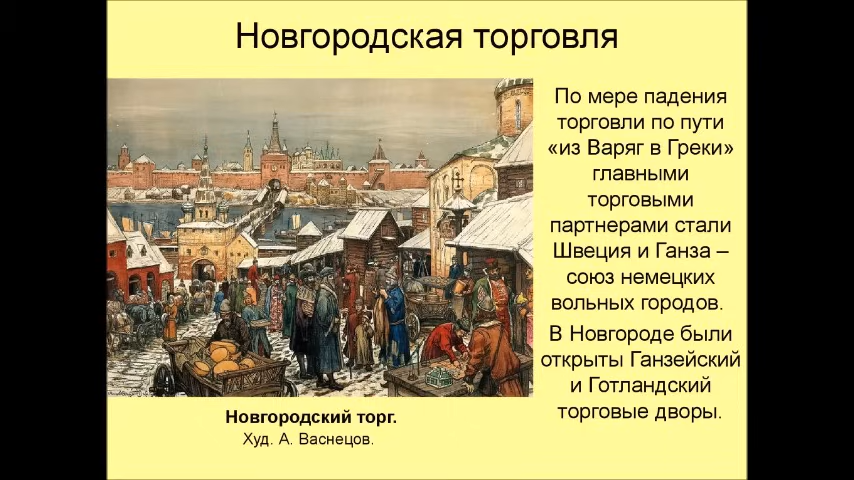 Новгородская торговля
По мере падения
торговли по пути
«из Варяг в Греки»
главными
торговыми
партнерами стали
Швеция и Ганза –
союз немецких
вольных городов.
В Новгороде были
открыты Ганзейский
и Готландский
торговые дворы.
Новгородский торг.
Худ. А. Васнецов.